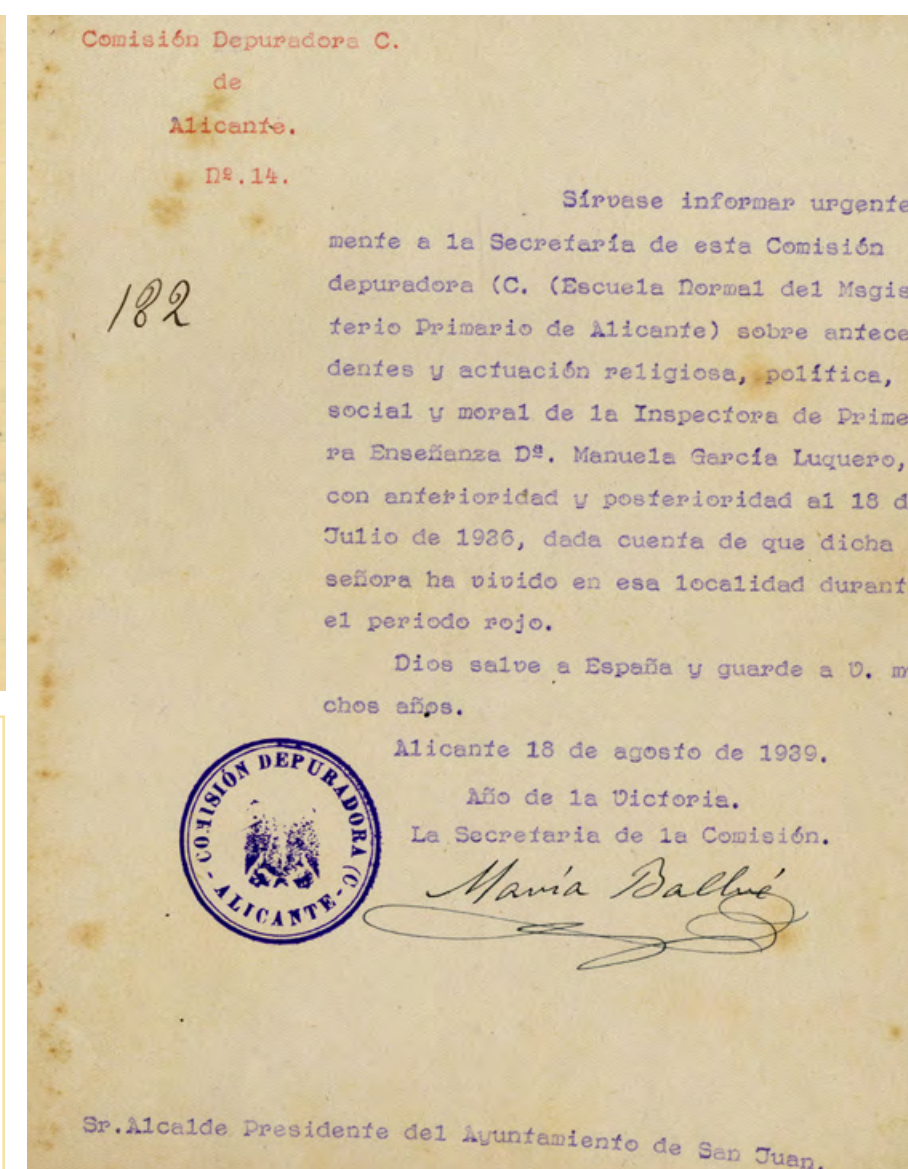 Comisión Depuradora C.
de
Alicante.
Nº.14.
182
Sírvase informar urgente
mente a la Secretaría de esta Comisión
depuradora (C. (Escuela Normal del Magis
terio Primario de Alicante) sobre antece
dentes y actuación religiosa, política,
social y moral de la Inspectora de Prime
ra Enseñanza Dª. Manuela García Luquero,
con anterioridad y posterioridad al 18 d
Julio de 1936, dada cuenta de que dicha
señora ha vivido en esa localidad durant
el periodo rojo.
Dios salve a España y guarde a V. m
chos años.
Alicante 18 de agosto de 1939.
Año de la Victoria.
La Secretaria de la Comisión.
María Ballvé
- COMISIÓN DEPURADORA (C) -
ALICANTE
Sr.Alcalde Presidente del Ayuntamiento de San Juan.